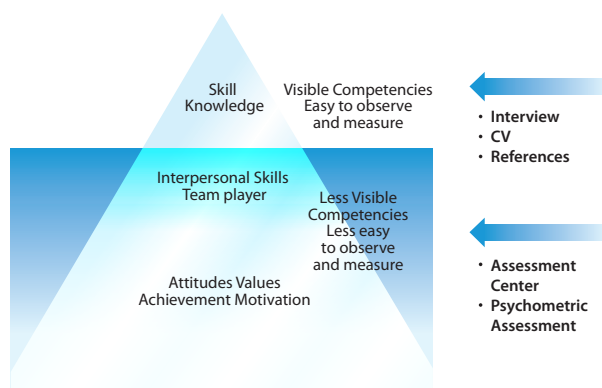 Skill
Knowledge
Visible Competencies
Easy to observe
and measure
• Interview
• CV
• References
Interpersonal Skills
Team player
Less Visible
Competencies
Less easy
to observe
and measure
Attitudes Values
Achievement Motivation
• Assessment
Center
• Psychometric
Assessment